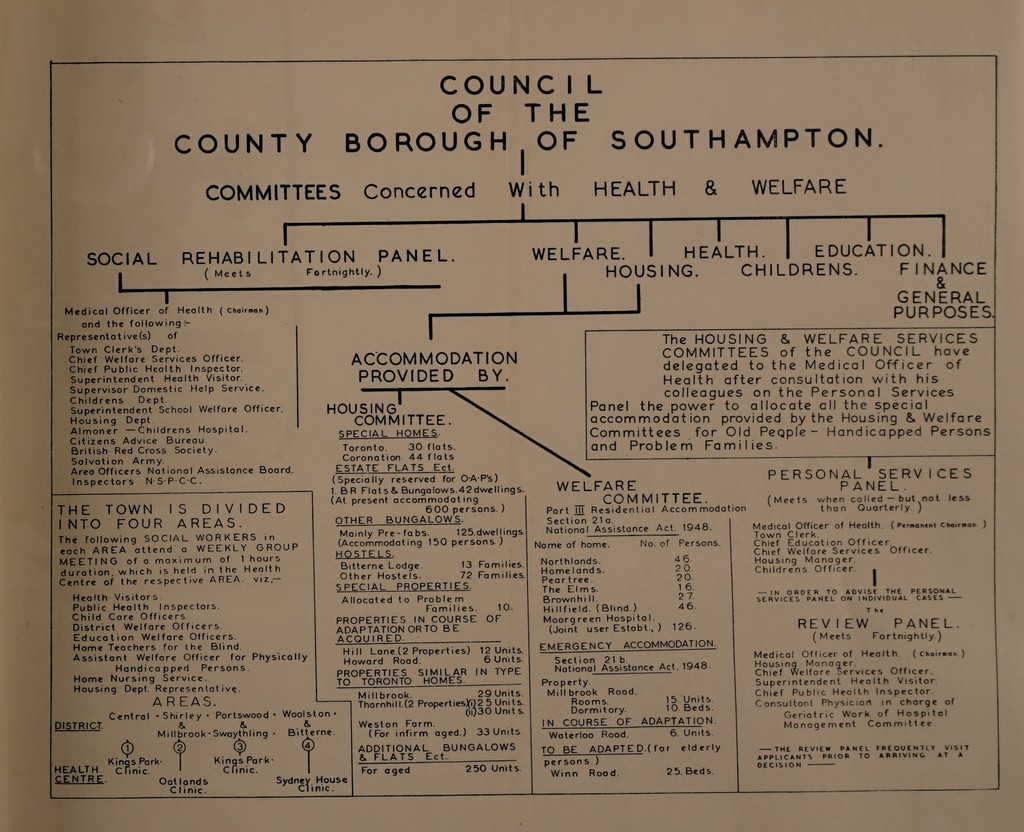 COUNCIL
OF THE
COUNTY BOROUGH OF SOUTHAMPTON.
COMMITTEES Concerned With HEALTH & WELFARE
SOCIAL REHABILITATION PANEL.
( Meets Fortnightly. )
WELFARE.
HEALTH.
EDUCATION.
HOUSING.
CHILDRENS.
FINANCE
&
GENERAL
PURPOSES.
Medical Officer of Health ( Chairman )
and the following:-
Representative(s) of
Town Clerk's Dept.
Chief Welfare Services Officer.
Chief Public Health Inspector.
Superintendent Health Visitor.
Supervisor Domestic Help Service.
Childrens Dept.
Superintendent School Welfare Officer.
Housing Dept
Almoner — Childrens Hospital.
Citizens Advice Bureau
British Red Cross Society.
Salvation Army.
Area Officers National Assistance Board.
Inspectors N·S·P·C·C.
THE TOWN IS DIVIDED
INTO FOUR AREAS.
The following SOCIAL WORKERS in
each AREA attend a WEEKLY GROUP
MEETING of a maximum of 1 hours
duration, which is held in the Health
Centre of the respective AREA. viz,—
Health Visitors
Public Health Inspectors.
Child Care Officers.
District Welfare Officers.
Education Welfare Officers.
Home Teachers for the Blind.
Assistant Welfare Officer for Physically
Handicapped Persons.
Home Nursing Service.
Housing Dept. Representative.
AREAS.
Central · Shirley · Portswood · Woolston ·
DISTRICT. & & &
Millbrook · Swaythling · Bitterne.
1 2 3 4
HEALTH CENTRE. Kings Park · Clinic. Kings Park · Clinic.
Oatlands Clinic. Sydney House Clinic.
ACCOMMODATION
PROVIDED BY.
HOUSING
COMMITTEE.
SPECIAL HOMES.
Toronto. 30 flats.
Coronation. 44 flats
ESTATE FLATS Ect.
(Specially reserved for O·A·P's)
1. BR Flats & Bungalows. 42 dwellings.
(At present accommodating
600 persons. )
OTHER BUNGALOWS.
Mainly Pre-fabs. 125 dwellings
(Accommodating 150 persons.)
HOSTELS.
Bitterne Lodge. 13 Families.
Other Hostels. 72 Families.
SPECIAL PROPERTIES.
Allocated to Problem
Families. 10.
PROPERTIES IN COURSE OF
ADAPTATION OR TO BE
ACQUIRED.
Hill Lane.(2 Properties) 12 Units.
Howard Road. 6 Units.
PROPERTIES SIMILAR IN TYPE
TO TORONTO HOMES.
Millbrook. 29 Units.
Thornhill.(2 Properties)(i) 25 Units.
(ii) 30 Units.
Weston Farm.
(For infirm aged.) 33 Units
ADDITIONAL BUNGALOWS
& FLATS Ect.
For aged 250 Units.
WELFARE
COMMITTEE.
Part III Residential Accommodation
Section 21 a.
National Assistance Act. 1948.
Name of home. No. of Persons.
Northlands. 46.
Homelands. 20.
Peartree. 20.
The Elms. 16.
Brownhill. 27.
Hillfield. (Blind.) 46.
Moorgreen Hospital.
(Joint user Establt., ) 126.
EMERGENCY ACCOMMODATION.
Section 21 b.
National Assistance Act. 1948.
Property.
Millbrook Road.
Rooms. 15 Units.
Dormitory. 10 Beds.
IN COURSE OF ADAPTATION.
Waterloo Road. 6. Units.
TO BE ADAPTED. (for elderly
persons.)
Winn Road. 25. Beds.
The HOUSING & WELFARE SERVICES
COMMITTEES of the COUNCIL have
delegated to the Medical Officer of
Health after consultation with his
colleagues on the Personal Services
Panel the power to allocate all the special
accommodation provided by the Housing & Welfare
Committees for Old People - Handicapped Persons
and Problem Families.
PERSONAL SERVICES
PANEL.
(Meets when called — but not less
than Quarterly. )
Medical Officer of Health. ( Permanent Chairman. )
Town Clerk.
Chief Education Officer
Chief Welfare Services Officer.
Housing Manager.
Childrens Officer.
— IN ORDER TO ADVISE THE PERSONAL
SERVICES PANEL ON INDIVIDUAL CASES —
The
REVIEW PANEL.
(Meets Fortnightly.)
Medical Officer of Health. ( Chairman. )
Housing Manager.
Chief Welfare Services Officer.
Superintendent Health Visitor.
Chief Public Health Inspector.
Consultant Physician in charge of
Geriatric Work of Hospital
Management Committee.
— THE REVIEW PANEL FREQUENTLY VISIT
APPLICANTS PRIOR TO ARRIVING AT A
DECISION —